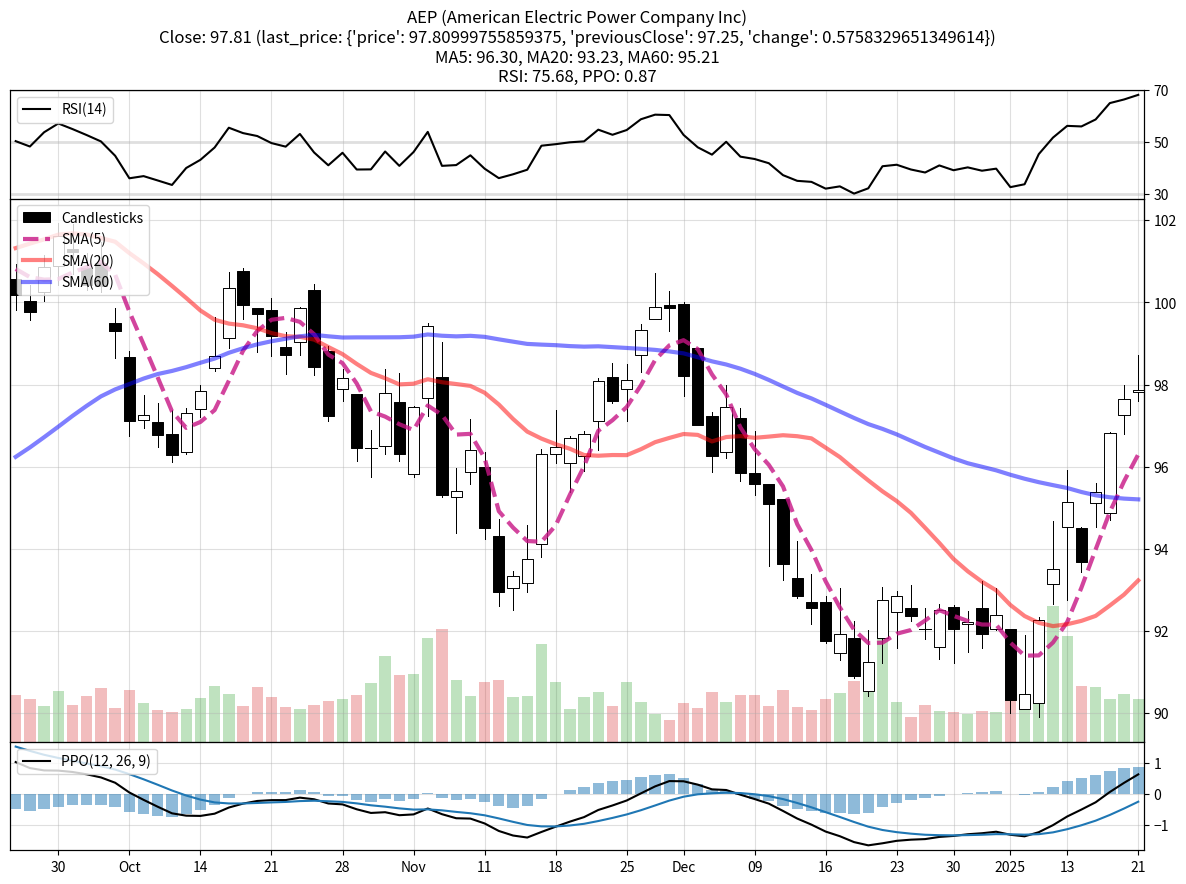 AEP (American Electric Power Company Inc)
Close: 97.81 (last_price: {'price': 97.80999755859375, 'previousClose': 97.25, 'change': 0.5758329651149614})
MA5: 96.30, MA20: 93.23, MA60: 95.21
RSI: 75.68, PPO: 0.87
RSI(14)
70
50
30
Candlesticks
SMA(5)
SMA(20)
SMA(60)
102
100
98
96
94
92
90
PPO(12, 26, 9)
1
0
−1
30 Oct 14 21 28 Nov 11 18 25 Dec 09 16 23 30 2025 13 21